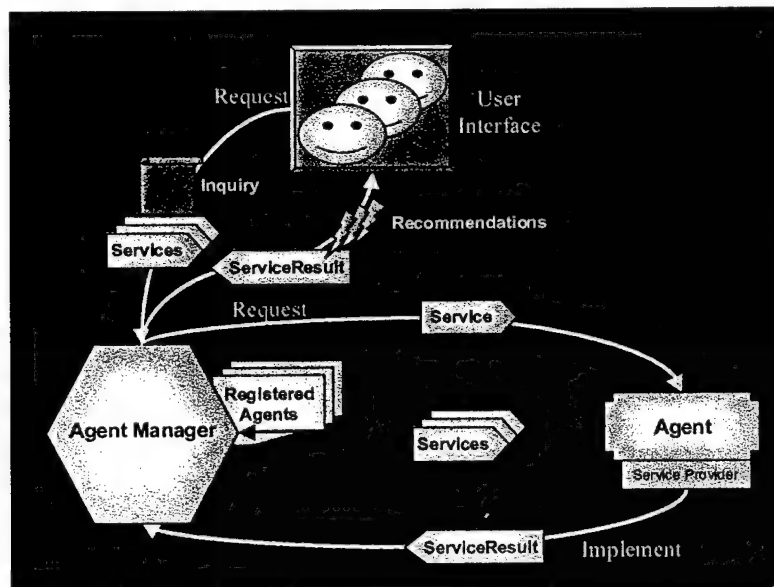 Request
User
Interface
Inquiry
Services
Recommendations
ServiceResult
Request
Service
Registered
Agents
Agent Manager
Services
Agent
Service Provider
ServiceResult
Implement